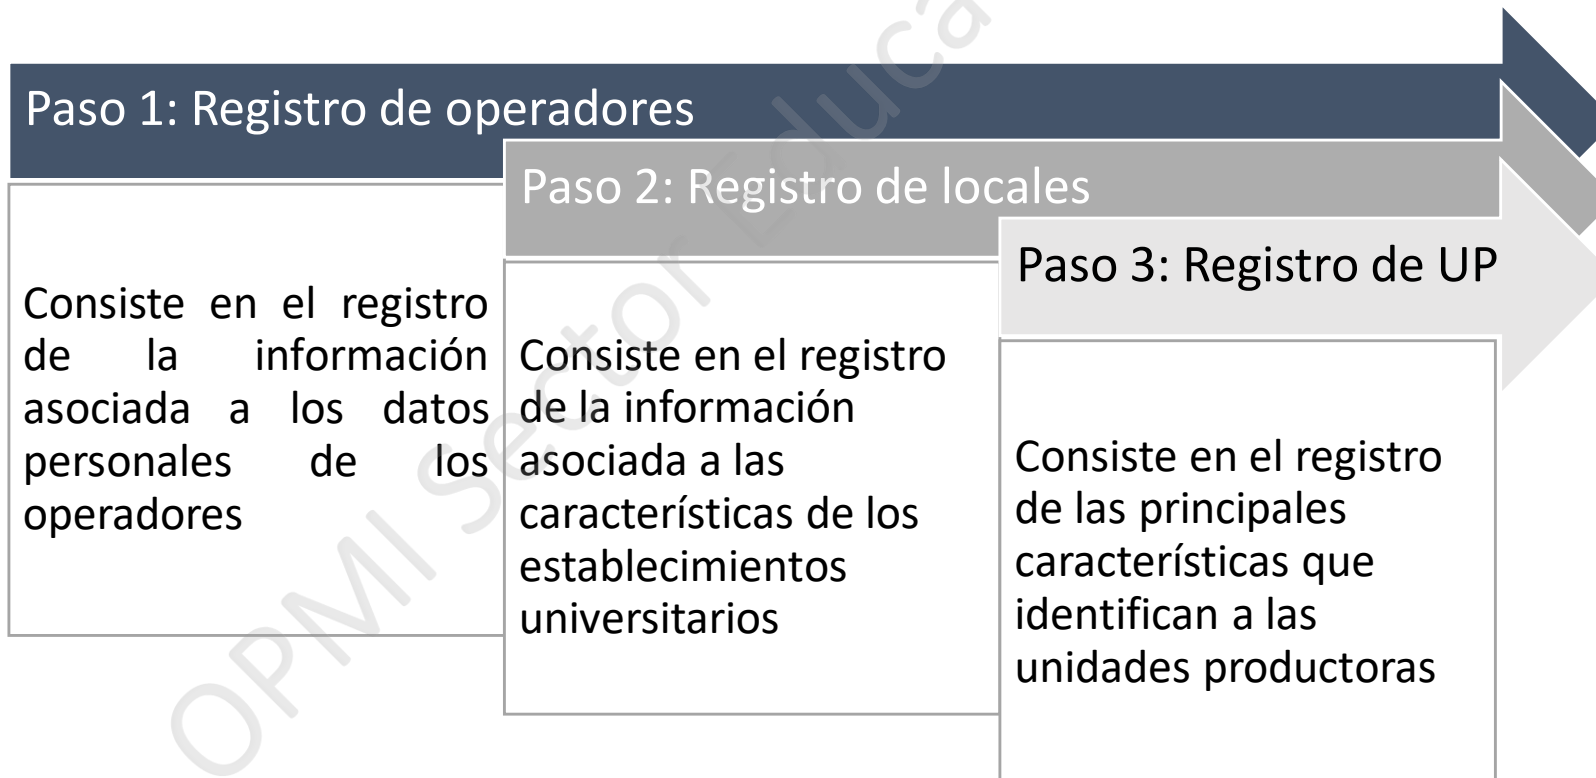 Paso 1: Registro de operadores
Consiste en el registro
de la información
asociada a los datos
personales de los
operadores
Paso 2: Registro de locales
Consiste en el registro
de la información
asociada a las
características de los
establecimientos
universitarios
Paso 3: Registro de UP
Consiste en el registro
de las principales
características que
identifican a las
unidades productoras
OPMI Sector Educa